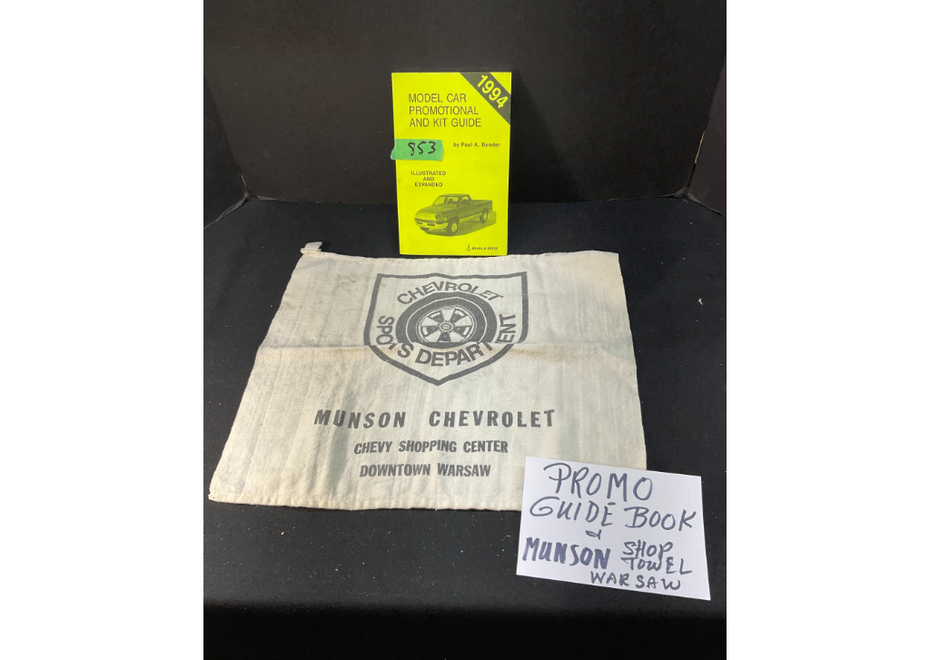 1994
MODEL CAR
PROMOTIONAL
AND KIT GUIDE
853
by Paul A. Bender
ILLUSTRATED
AND
EXPANDED
CHEVROLET
SPORTS DEPARTMENT
MUNSON CHEVROLET
CHEVY SHOPPING CENTER
DOWNTOWN WARSAW
PROMO
GUIDE BOOK
&
MUNSON SHOP
TOWEL
WARSAW